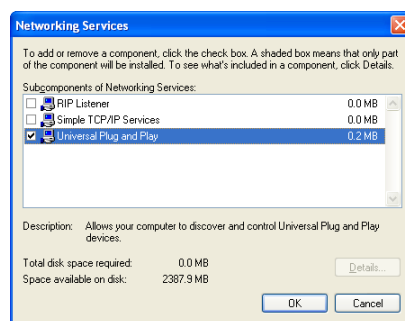 Networking Services
To add or remove a component, click the check box. A shaded box means that only part
of the component will be installed. To see what's included in a component, click Details.
Subcomponents of Networking Services:
RIP Listener 0.0 MB
Simple TCP/IP Services 0.0 MB
Universal Plug and Play 0.2 MB
Description: Allows your computer to discover and control Universal Plug and Play
devices.
Total disk space required: 0.0 MB
Space available on disk: 2387.9 MB
Details...
OK Cancel